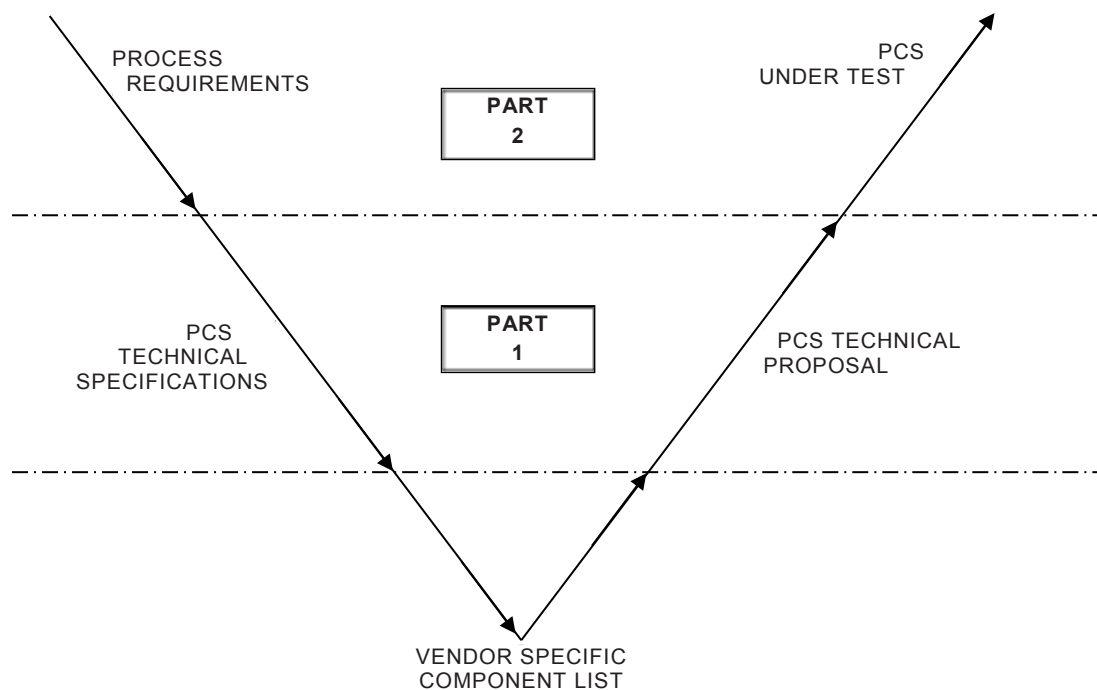 PROCESS
REQUIREMENTS
PCS
UNDER TEST
PART
2
PCS
TECHNICAL
SPECIFICATIONS
PART
1
PCS TECHNICAL
PROPOSAL
VENDOR SPECIFIC
COMPONENT LIST